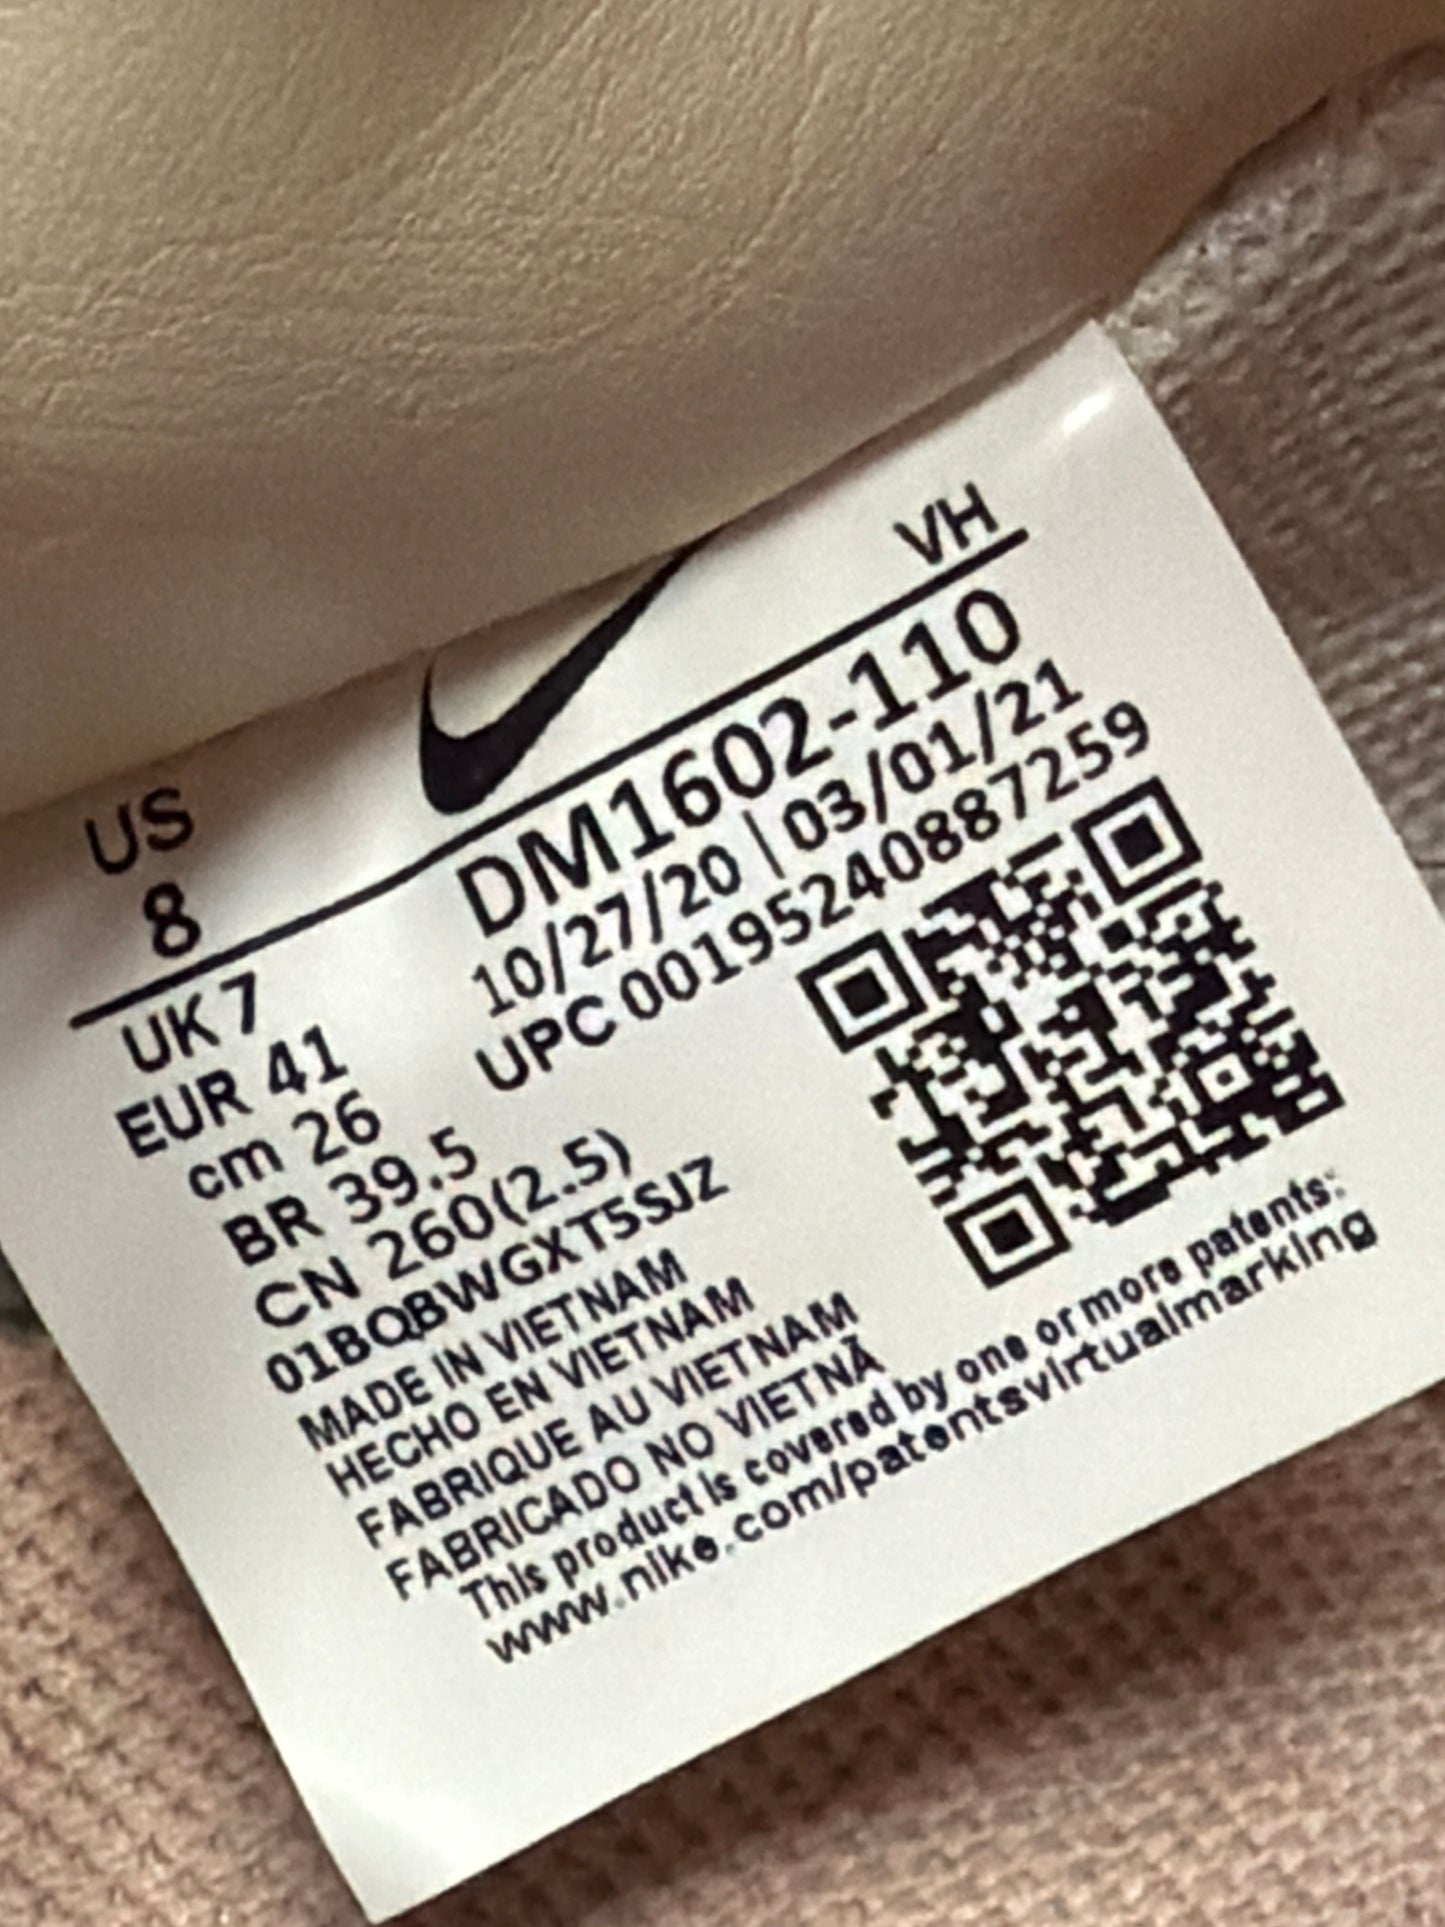 VH
US
8
DM1602-110
10/27/20 | 03/01/21
UPC 00195240887259
UK 7
EUR 41
cm 26
BR 39.5
CN 260(2.5)
01BQBWGXT5SJZ
MADE IN VIETNAM
HECHO EN VIETNAM
FABRIQUE AU VIETNAM
FABRICADO NO VIETNÃ
This product is covered by one or more patents:
www.nike.com/patentsvirtualmarking